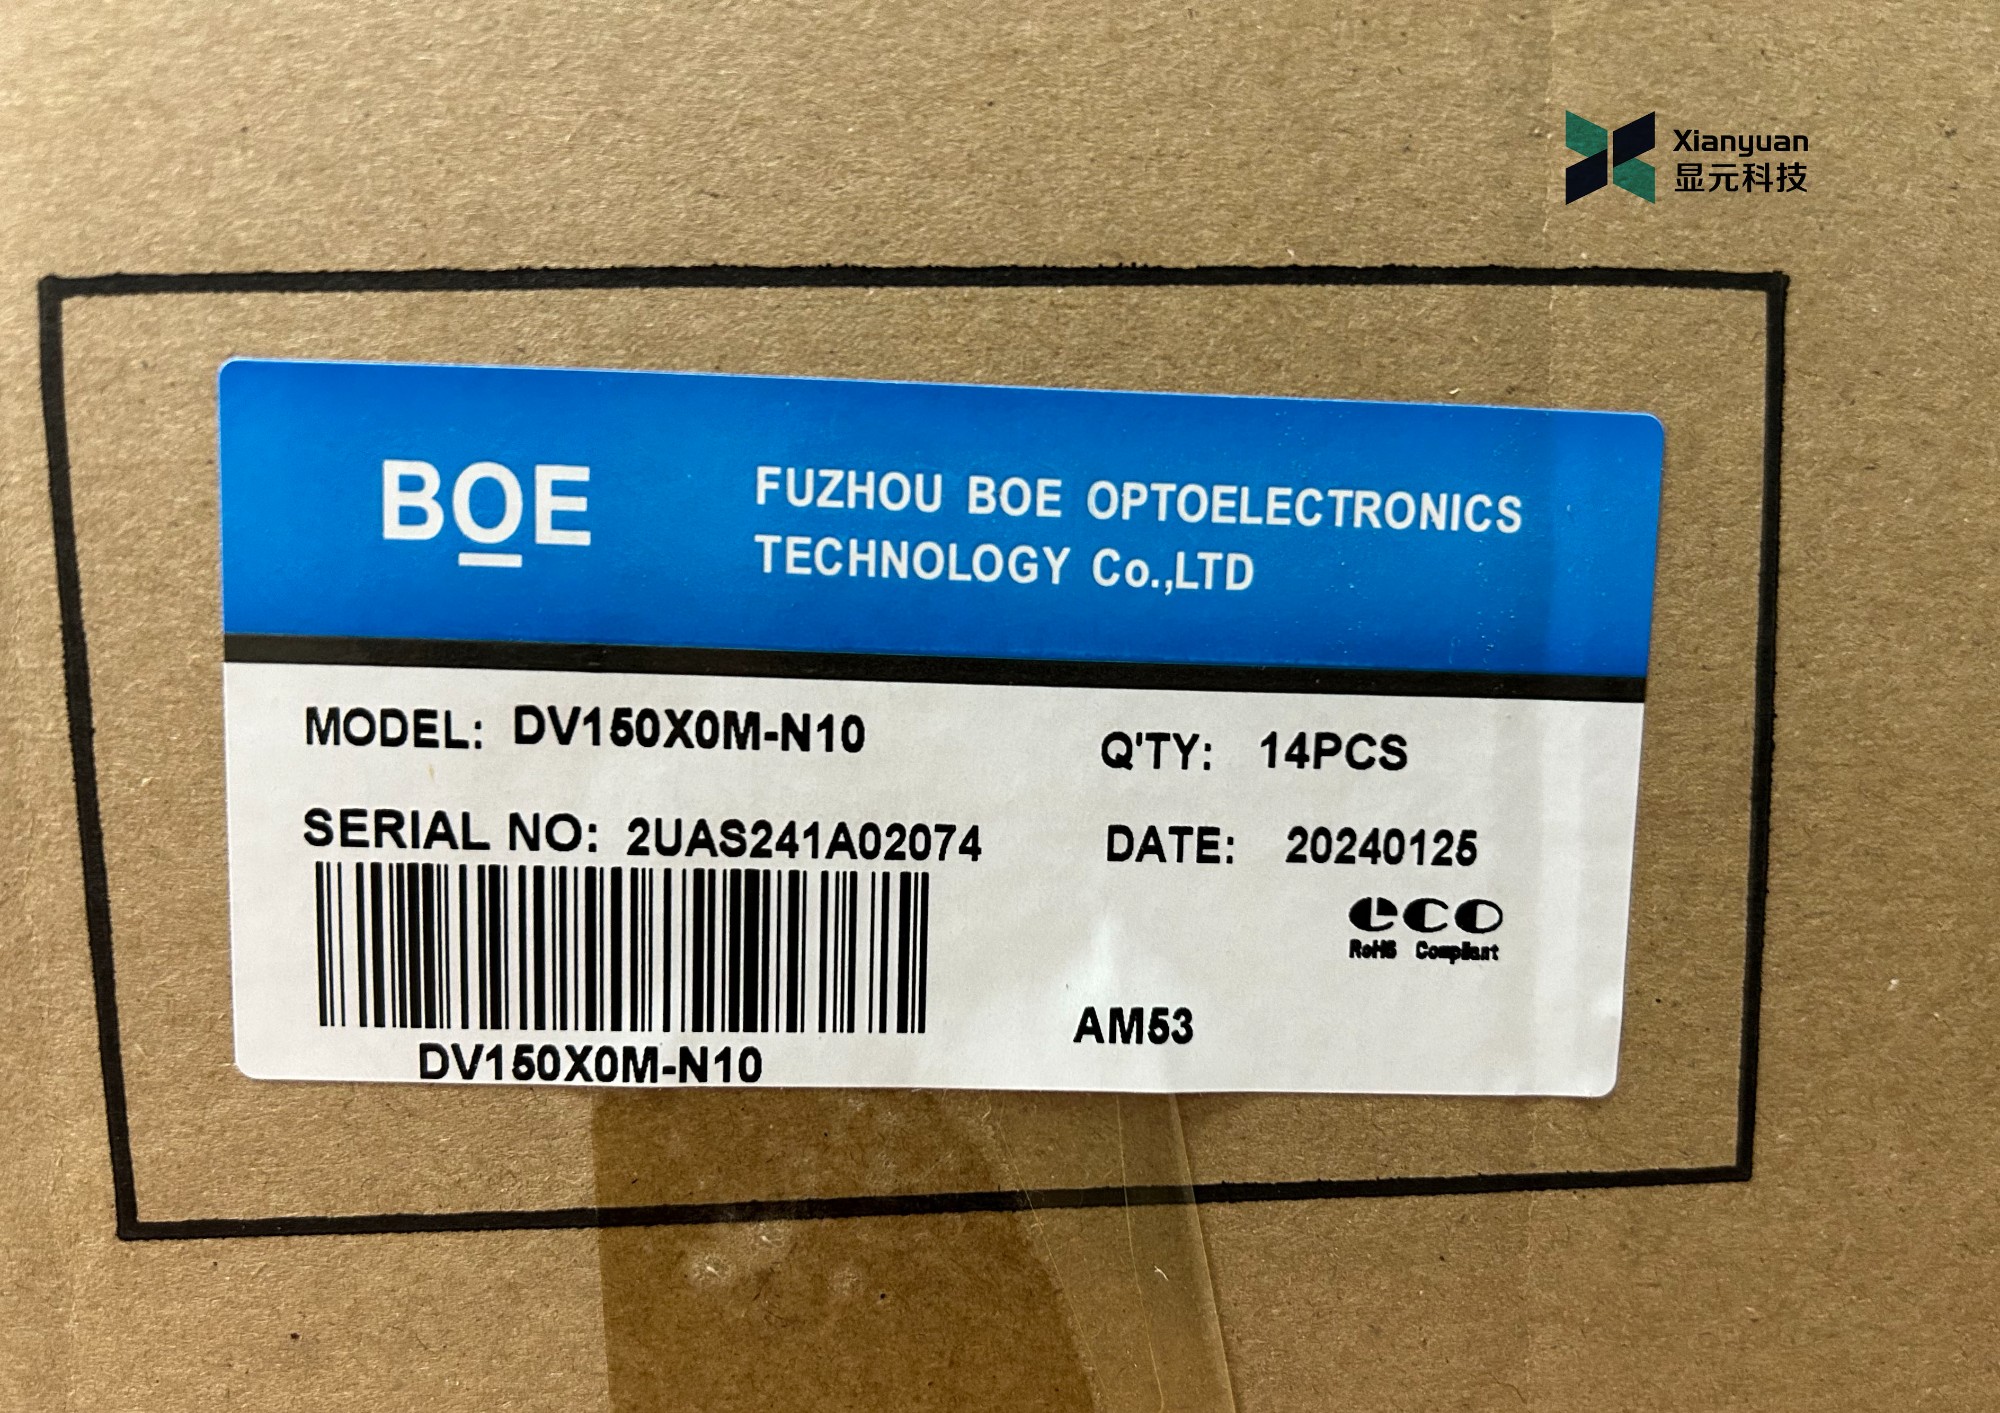 Xianyuan
显元科技
BOE
FUZHOU BOE OPTOELECTRONICS
TECHNOLOGY Co.,LTD
MODEL: DV150X0M-N10
Q'TY: 14PCS
SERIAL NO: 2UAS241A02074
DATE: 20240125
eco
RoHS Compliant
AM53
DV150X0M-N10